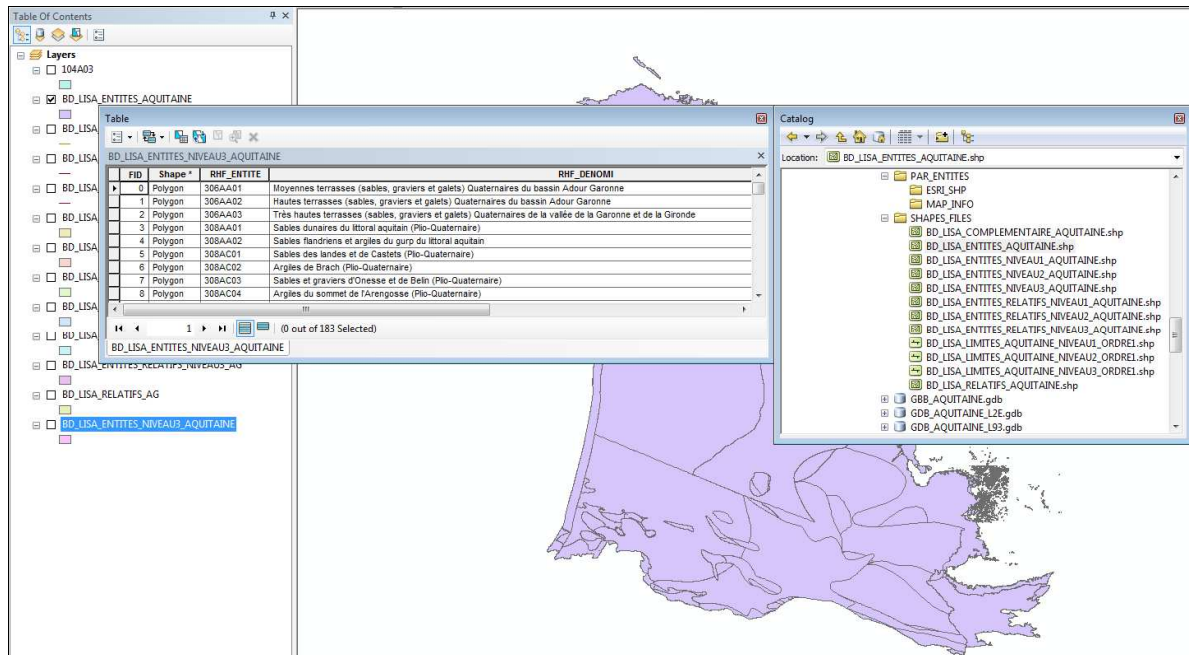 Table Of Contents
Layers
104A03
BD_LISA_ENTITES_AQUITAINE
BD_LISA
BD_LISA
BD_LISA
BD_LISA
BD_LISA
BD_LISA
BD_LISA
BD_LISA
BD_LISA_ENTITES_RELATIFS_NIVEAU3_AG
BD_LISA_RELATIFS_AG
BD_LISA_ENTITES_NIVEAU3_AQUITAINE
Table
BD_LISA_ENTITES_NIVEAU3_AQUITAINE
FID Shape * RHF_ENTITE RHF_DENOMI
0 Polygon 306AA01 Moyennes terrasses (sables, graviers et galets) Quaternaires du bassin Adour Garonne
1 Polygon 306AA02 Hautes terrasses (sables, graviers et galets) Quaternaires du bassin Adour Garonne
2 Polygon 306AA03 Très hautes terrasses (sables, graviers et galets) Quaternaires de la vallée de la Garonne et de la Gironde
3 Polygon 308AA01 Sables dunaires du littoral aquitain (Plio-Quaternaire)
4 Polygon 308AA02 Sables flandriens et argiles du gurp du littoral aquitain
5 Polygon 308AC01 Sables des landes et de Castets (Plio-Quaternaire)
6 Polygon 308AC02 Argiles de Brach (Plio-Quaternaire)
7 Polygon 308AC03 Sables et graviers d'Onesse et de Belin (Plio-Quaternaire)
8 Polygon 308AC04 Argiles du sommet de l'Arengosse (Plio-Quaternaire)
1 (0 out of 183 Selected)
BD_LISA_ENTITES_NIVEAU3_AQUITAINE
Catalog
Location: BD_LISA_ENTITES_AQUITAINE.shp
PAR_ENTITES
ESRI_SHP
MAP_INFO
SHAPES_FILES
BD_LISA_COMPLEMENTAIRE_AQUITAINE.shp
BD_LISA_ENTITES_AQUITAINE.shp
BD_LISA_ENTITES_NIVEAU1_AQUITAINE.shp
BD_LISA_ENTITES_NIVEAU2_AQUITAINE.shp
BD_LISA_ENTITES_NIVEAU3_AQUITAINE.shp
BD_LISA_ENTITES_RELATIFS_NIVEAU1_AQUITAINE.shp
BD_LISA_ENTITES_RELATIFS_NIVEAU2_AQUITAINE.shp
BD_LISA_ENTITES_RELATIFS_NIVEAU3_AQUITAINE.shp
BD_LISA_LIMITES_AQUITAINE_NIVEAU1_ORDRE1.shp
BD_LISA_LIMITES_AQUITAINE_NIVEAU2_ORDRE1.shp
BD_LISA_LIMITES_AQUITAINE_NIVEAU3_ORDRE1.shp
BD_LISA_RELATIFS_AQUITAINE.shp
GBB_AQUITAINE.gdb
GDB_AQUITAINE_L2E.gdb
GDB_AQUITAINE_L93.gdb